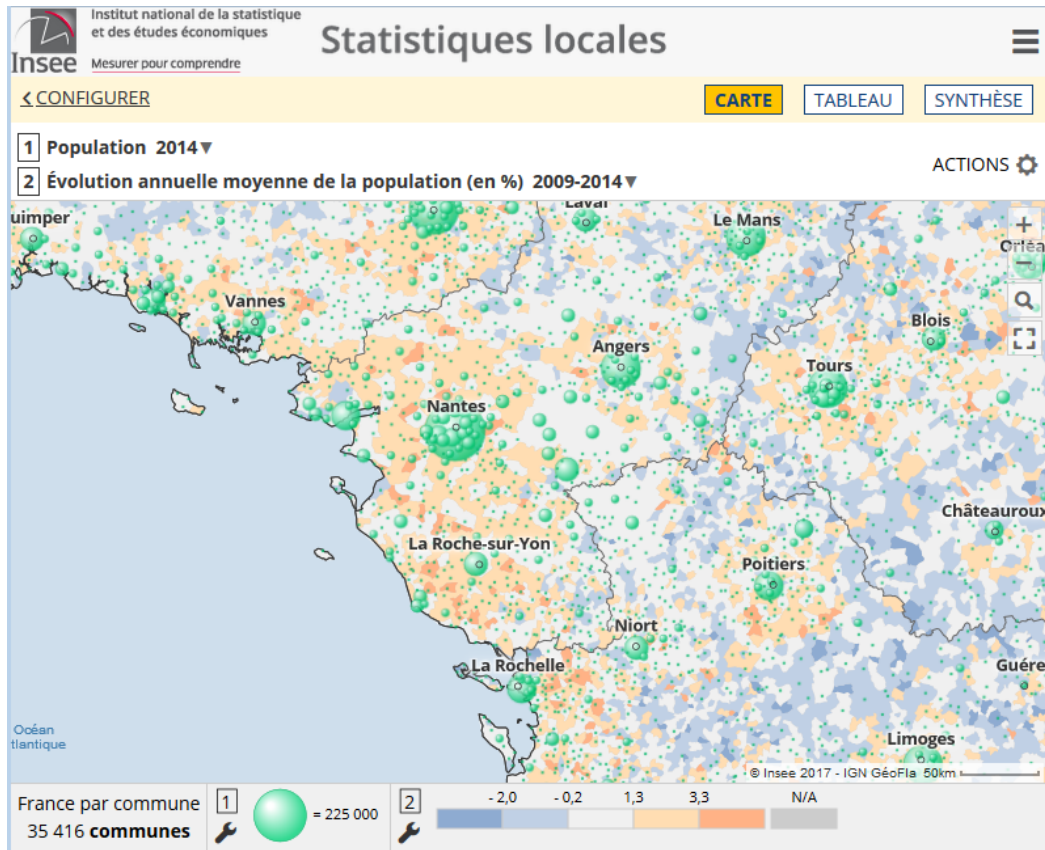 Institut national de la statistique
et des études économiques
Insee
Mesurer pour comprendre
Statistiques locales
< CONFIGURER
CARTE
TABLEAU
SYNTHÈSE
1 Population 2014▼
2 Évolution annuelle moyenne de la population (en %) 2009-2014▼
ACTIONS
uimper
Laval
Le Mans
+
Orléa
−
Vannes
Blois
Angers
Tours
Nantes
Châteauroux
La Roche-sur-Yon
Poitiers
Niort
La Rochelle
Guére
Océan
tlantique
Limoges
© Insee 2017 - IGN GéoFla 50km
France par commune
35 416 communes
1
= 225 000
2
- 2,0 - 0,2 1,3 3,3 N/A